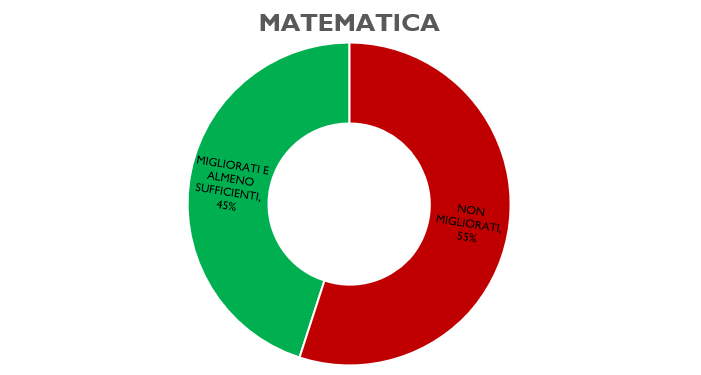 MATEMATICA
MIGLIORATI E
ALMENO
SUFFICIENTI,
45%
NON
MIGLIORATI,
55%